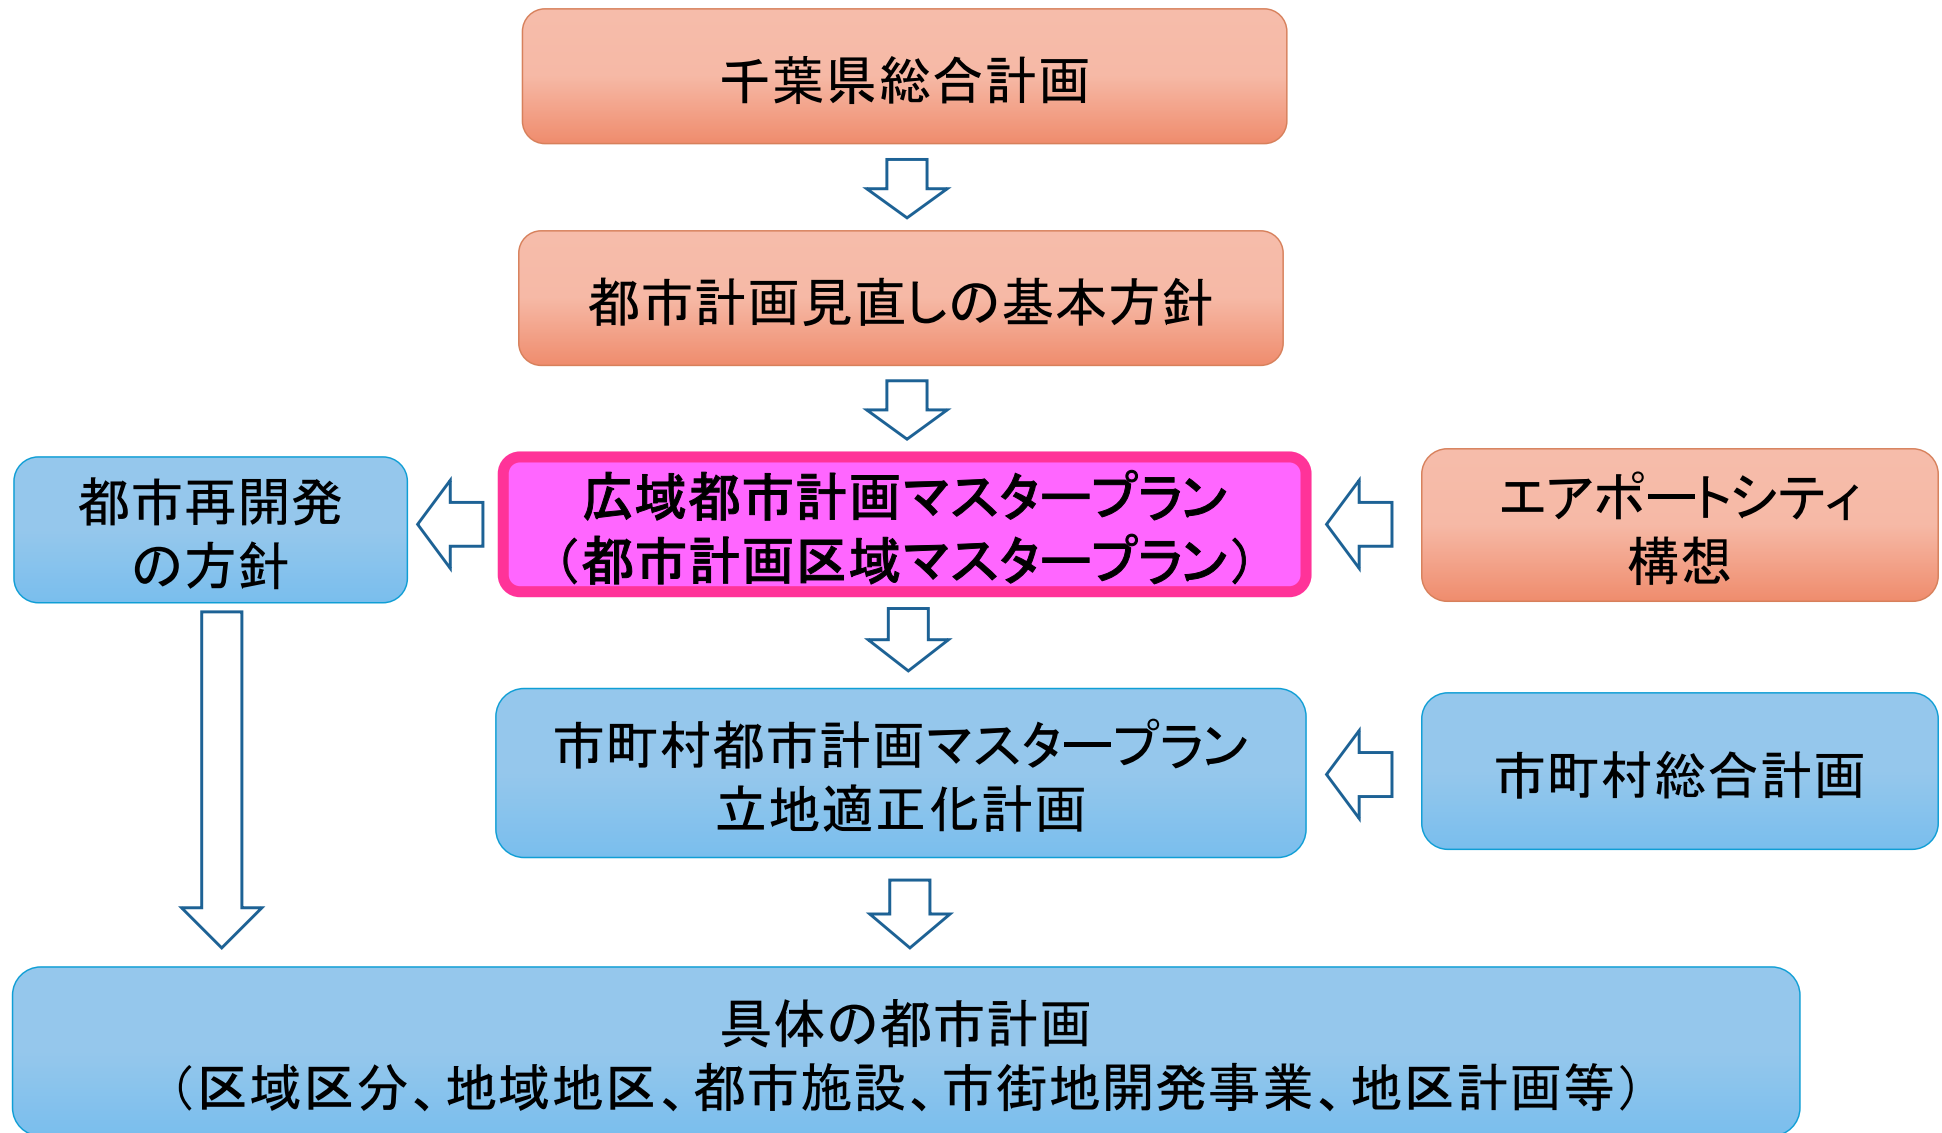 千葉県総合計画
都市計画見直しの基本方針
都市再開発
の方針
広域都市計画マスタープラン
（都市計画区域マスタープラン）
エアポートシティ
構想
市町村都市計画マスタープラン
立地適正化計画
市町村総合計画
具体の都市計画
（区域区分、地域地区、都市施設、市街地開発事業、地区計画等）